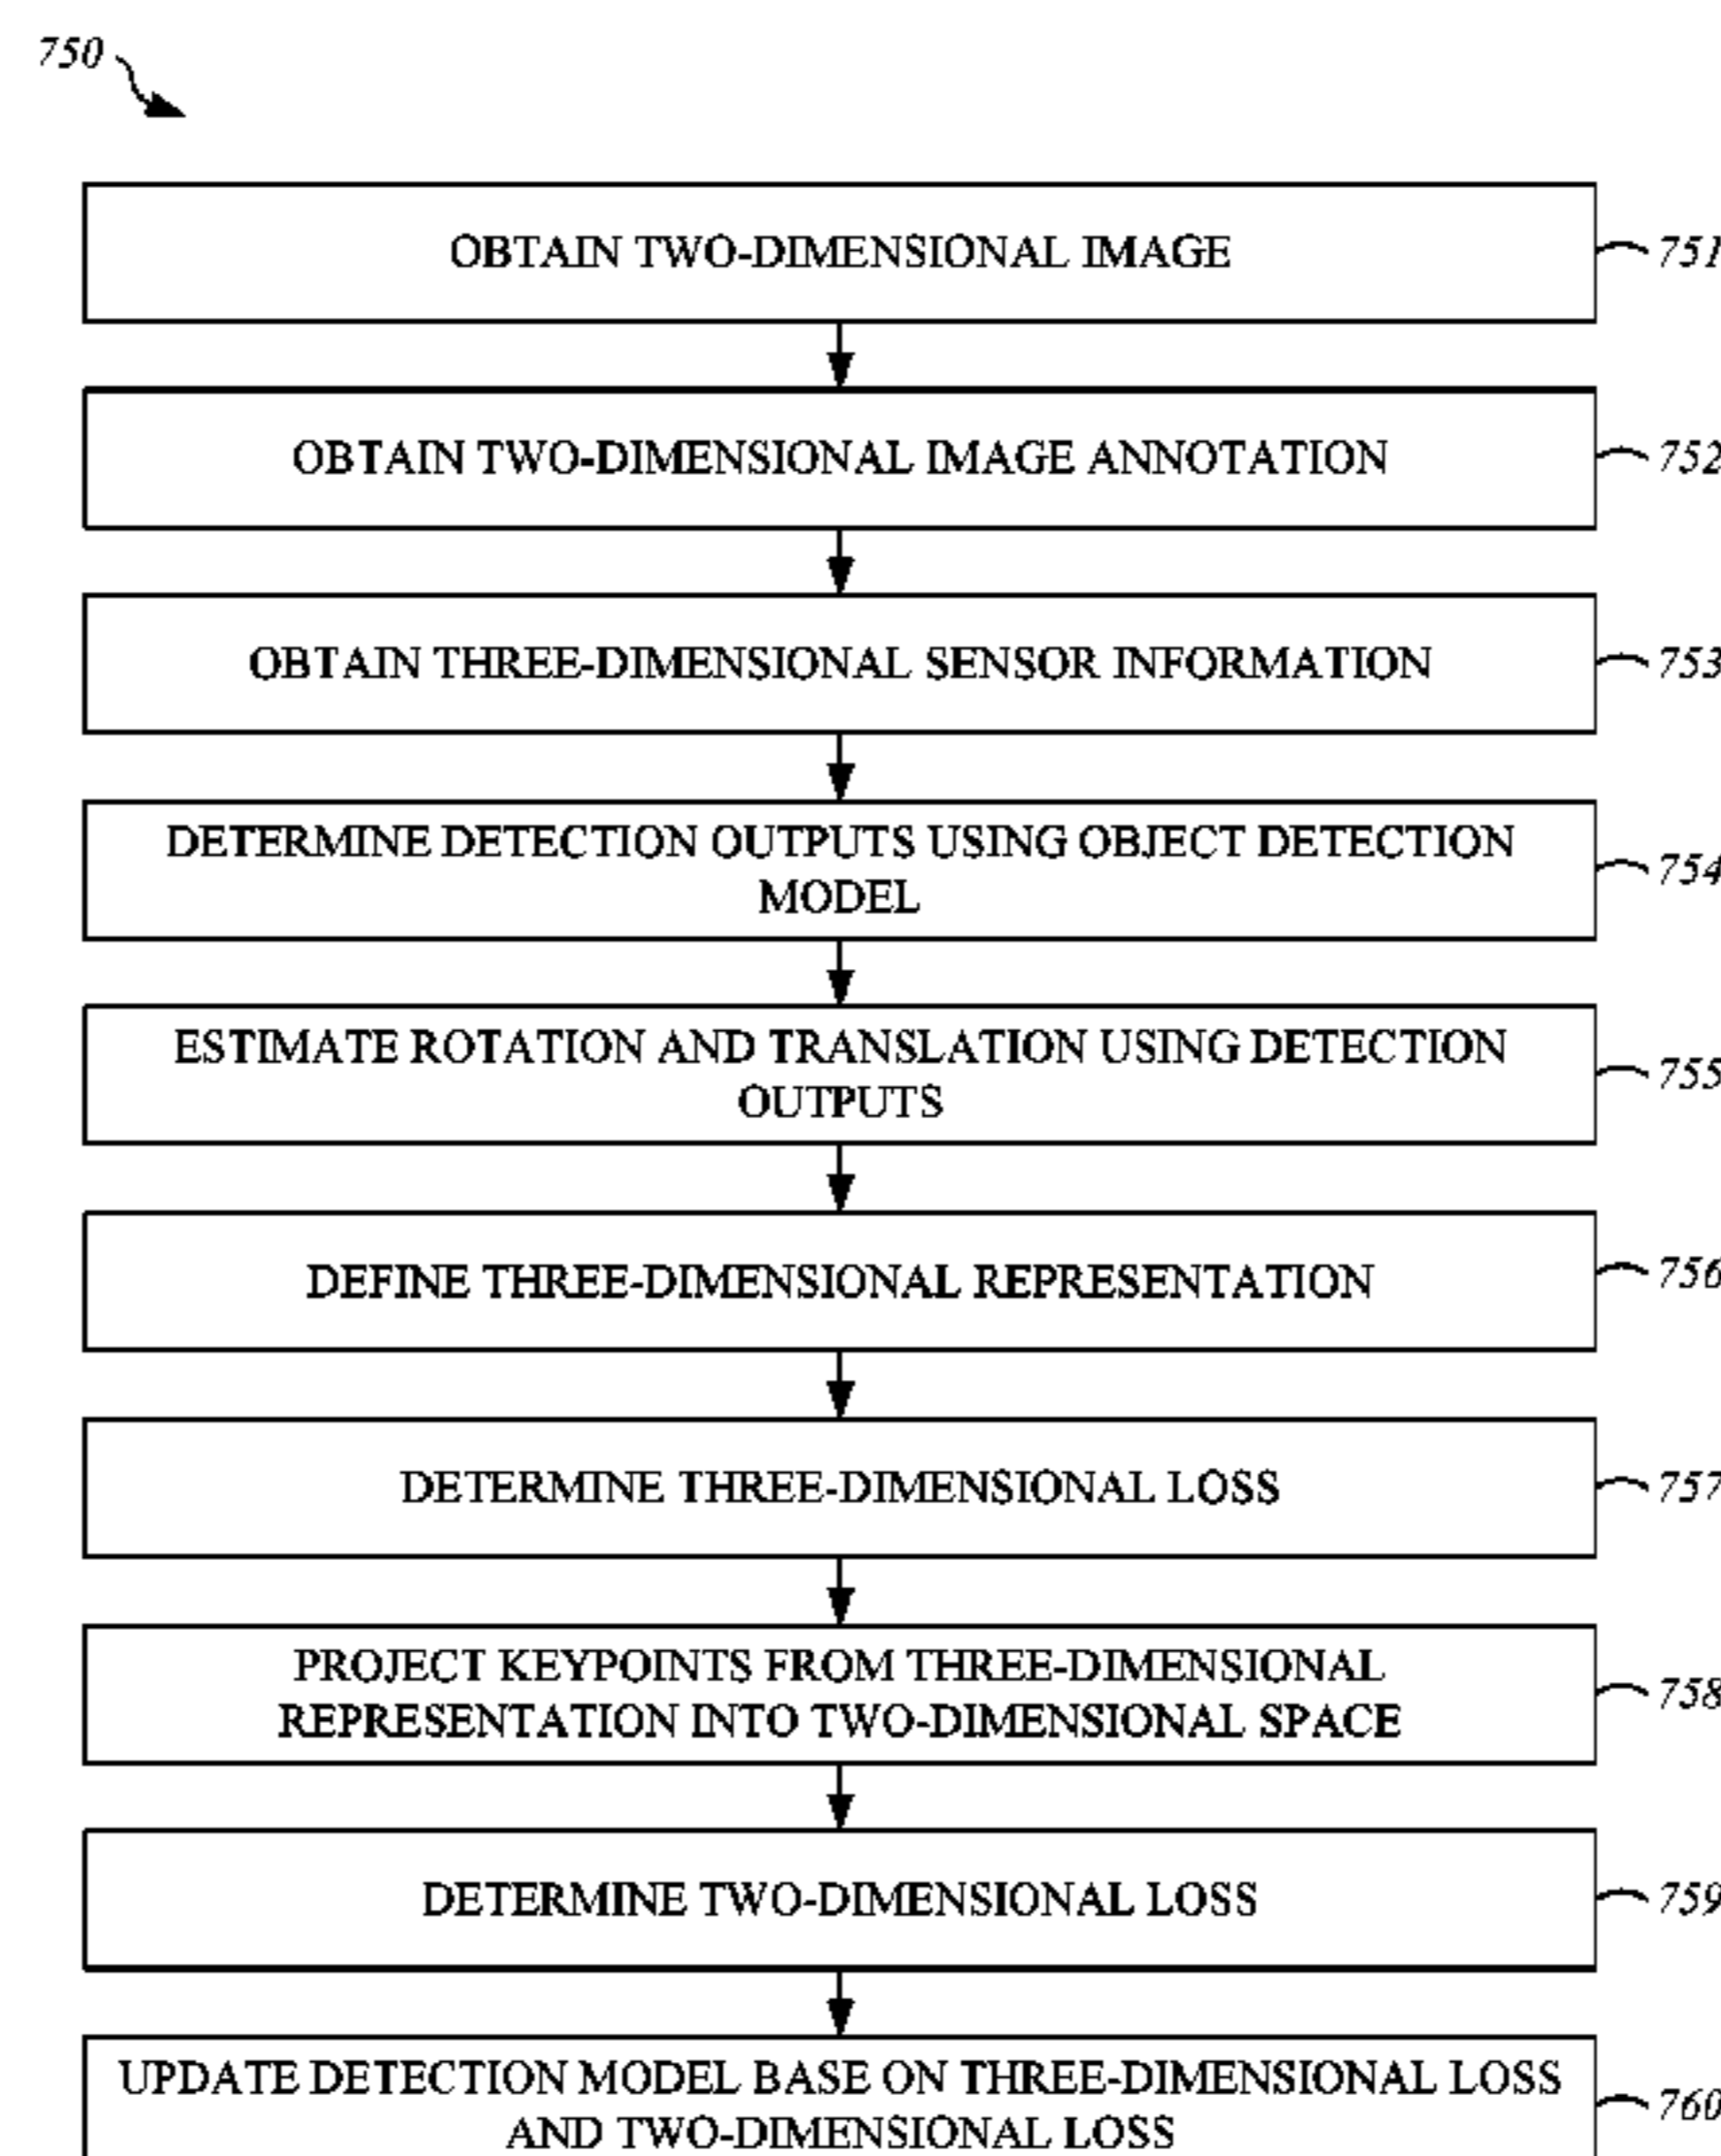 750
OBTAIN TWO-DIMENSIONAL IMAGE
751
OBTAIN TWO-DIMENSIONAL IMAGE ANNOTATION
752
OBTAIN THREE-DIMENSIONAL SENSOR INFORMATION
753
DETERMINE DETECTION OUTPUTS USING OBJECT DETECTION
MODEL
754
ESTIMATE ROTATION AND TRANSLATION USING DETECTION
OUTPUTS
755
DEFINE THREE-DIMENSIONAL REPRESENTATION
756
DETERMINE THREE-DIMENSIONAL LOSS
757
PROJECT KEYPOINTS FROM THREE-DIMENSIONAL
REPRESENTATION INTO TWO-DIMENSIONAL SPACE
758
DETERMINE TWO-DIMENSIONAL LOSS
759
UPDATE DETECTION MODEL BASE ON THREE-DIMENSIONAL LOSS
AND TWO-DIMENSIONAL LOSS
760